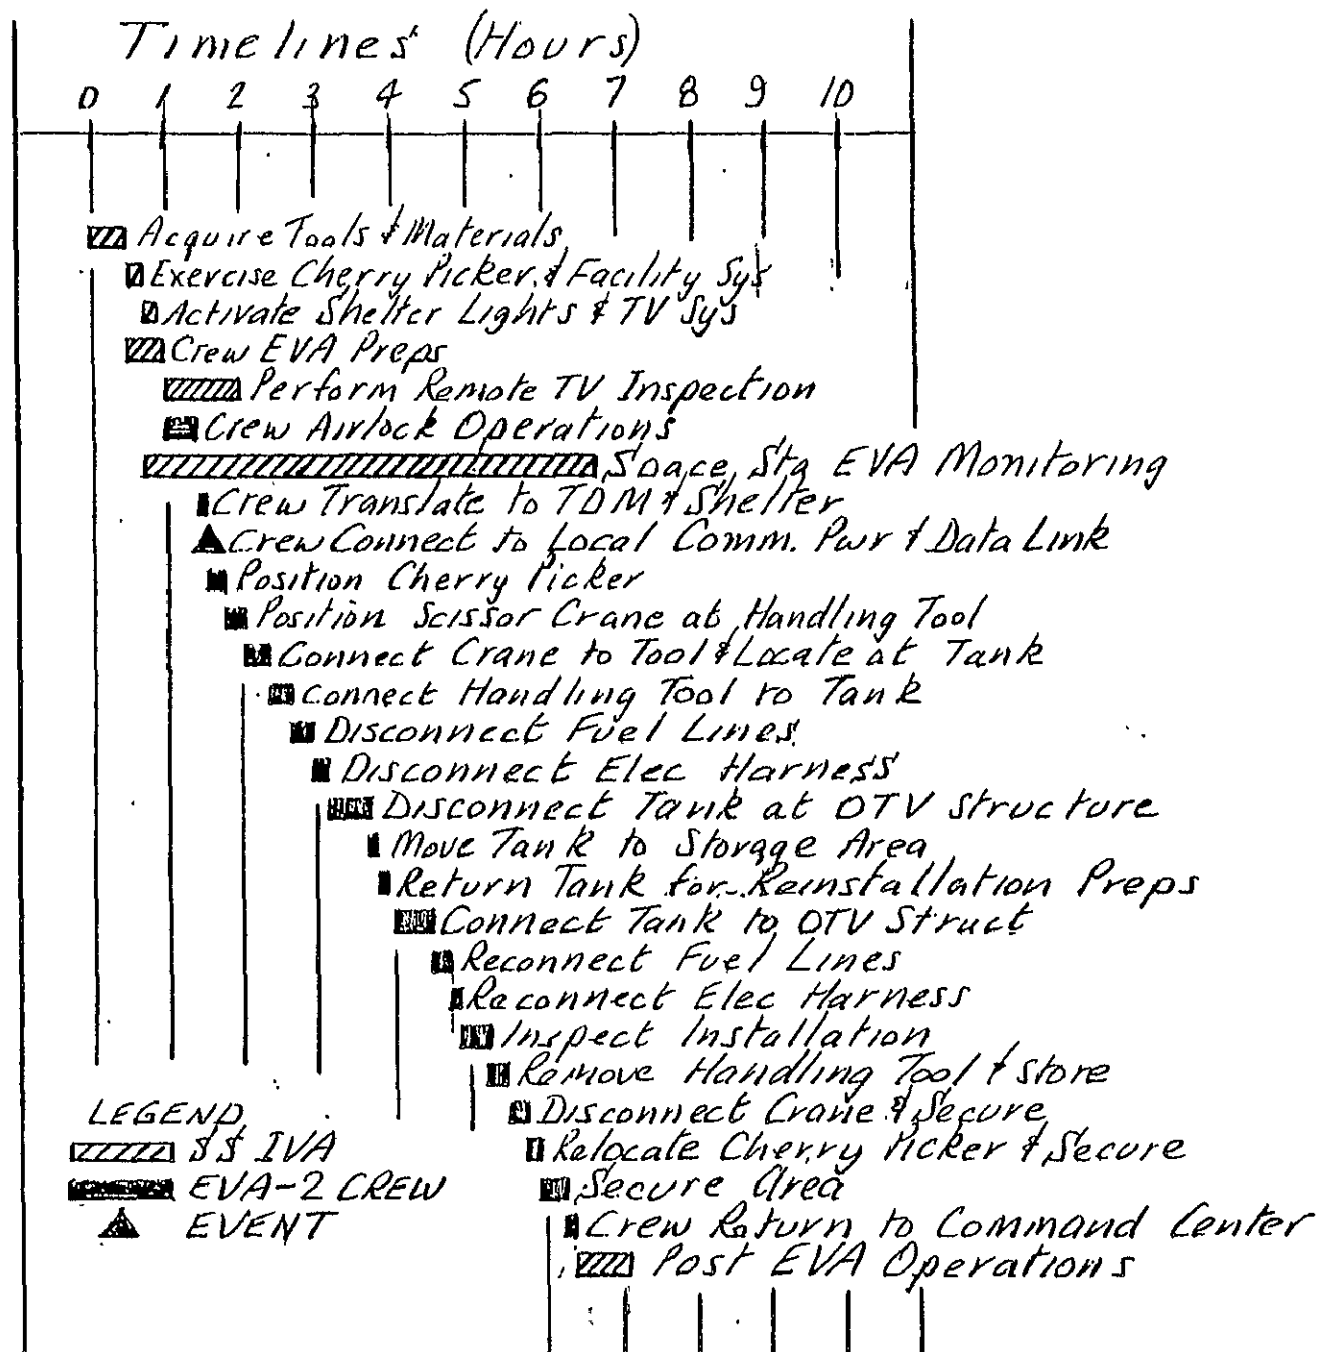 Timelines (Hours)
0 1 2 3 4 5 6 7 8 9 10
Acquire Tools & Materials
Exercise Cherry Picker & Facility Sys
Activate Shelter Lights & TV Sys
Crew EVA Preps
Perform Remote TV Inspection
Crew Airlock Operations
Space Sta EVA Monitoring
Crew Translate to TDM & Shelter
Crew Connect to Local Comm. Pwr & Data Link
Position Cherry Picker
Position Scissor Crane at Handling Tool
Connect Crane to Tool & Locate at Tank
Connect Handling Tool to Tank
Disconnect Fuel Lines
Disconnect Elec Harness
Disconnect Tank at OTV Structure
Move Tank to Storage Area
Return Tank for Reinstallation Preps
Connect Tank to OTV Struct
Reconnect Fuel Lines
Reconnect Elec Harness
Inspect Installation
Remove Handling Tool & Store
Disconnect Crane & Secure
Relocate Cherry Picker & Secure
Secure Area
Crew Return to Command Center
Post EVA Operations
LEGEND
SS IVA
EVA-2 CREW
EVENT